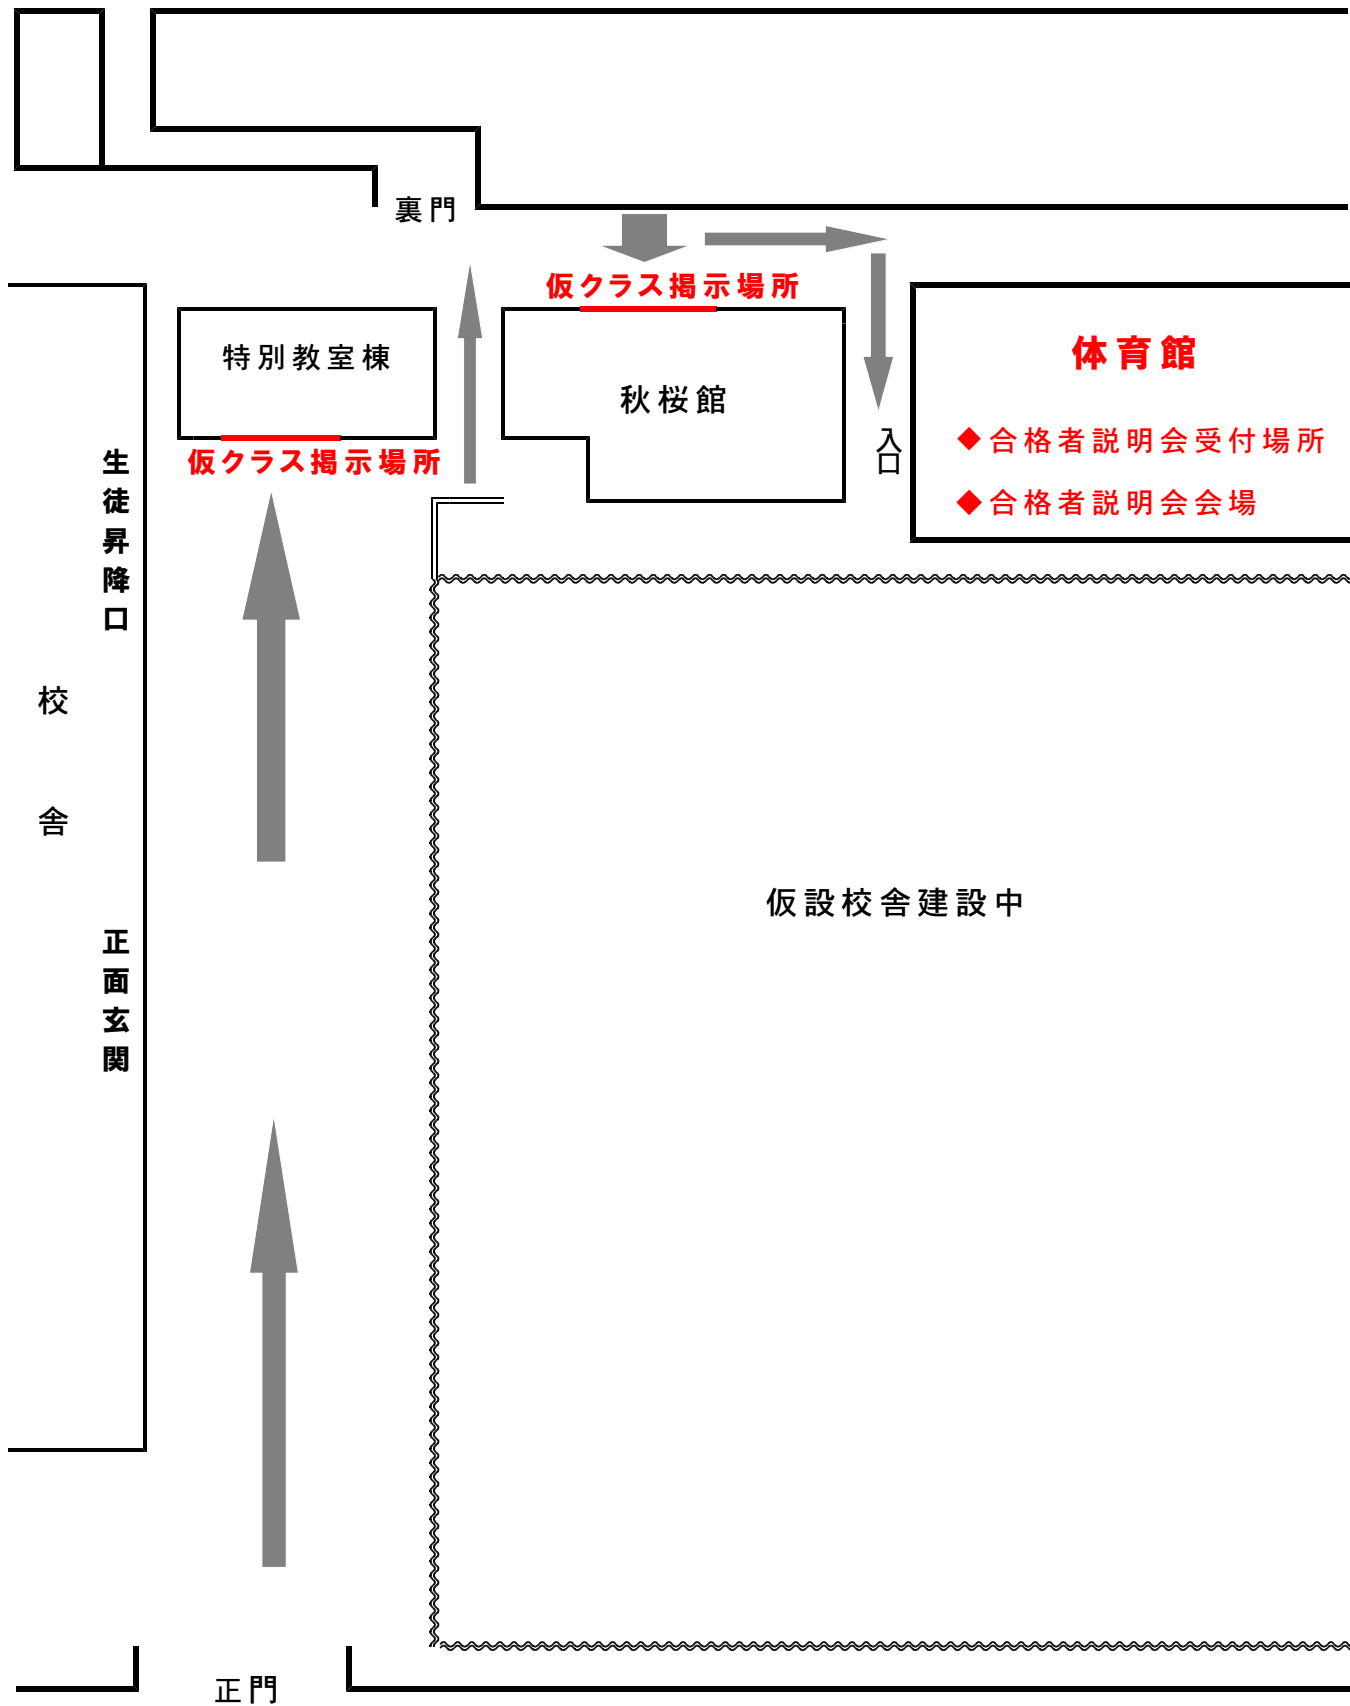 裏門
仮クラス掲示場所
特別教室棟
仮クラス掲示場所
秋桜館
入口
体育館
◆合格者説明会受付場所
◆合格者説明会会場
生徒昇降口
校舎
正面玄関
仮設校舎建設中
正門